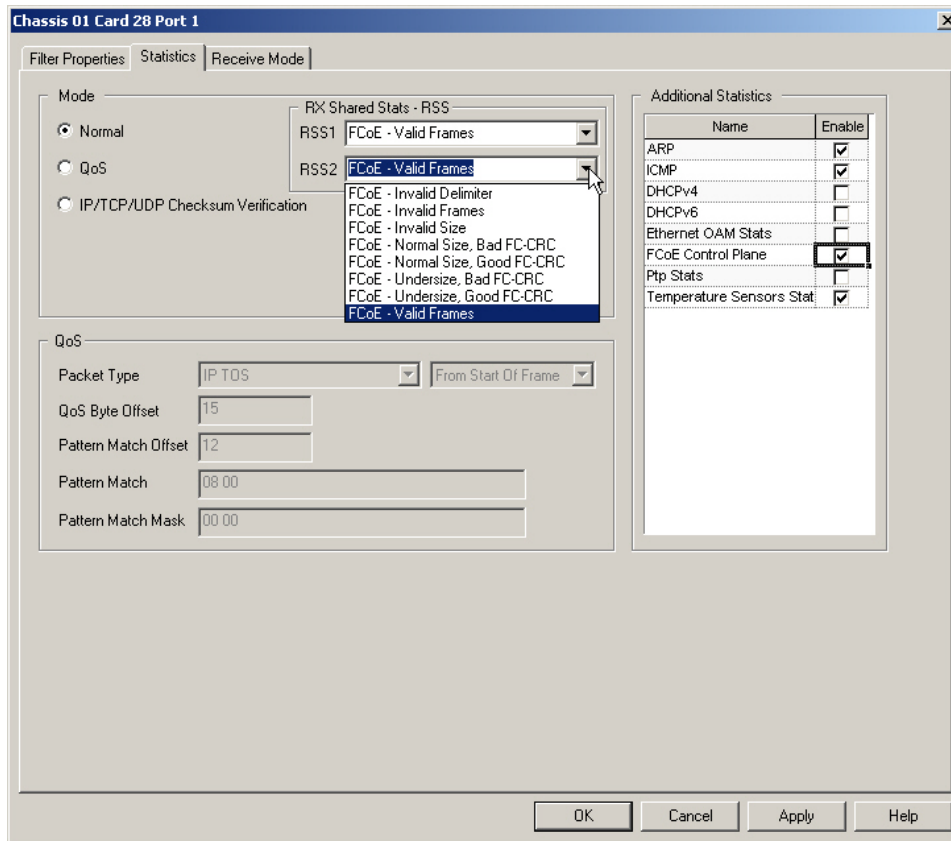 Chassis 01 Card 28 Port 1
Filter Properties Statistics Receive Mode
Mode
Normal
QoS
IP/TCP/UDP Checksum Verification
RX Shared Stats - RSS
RSS1 FCoE - Valid Frames
RSS2 FCoE - Valid Frames
FCoE - Invalid Delimiter
FCoE - Invalid Frames
FCoE - Invalid Size
FCoE - Normal Size, Bad FC-CRC
FCoE - Normal Size, Good FC-CRC
FCoE - Undersize, Bad FC-CRC
FCoE - Undersize, Good FC-CRC
FCoE - Valid Frames
QoS
Packet Type IP TOS From Start Of Frame
QoS Byte Offset 15
Pattern Match Offset 12
Pattern Match 08 00
Pattern Match Mask 00 00
Additional Statistics
Name Enable
ARP
ICMP
DHCPv4
DHCPv6
Ethernet OAM Stats
FCoE Control Plane
Ptp Stats
Temperature Sensors Stat
OK Cancel Apply Help